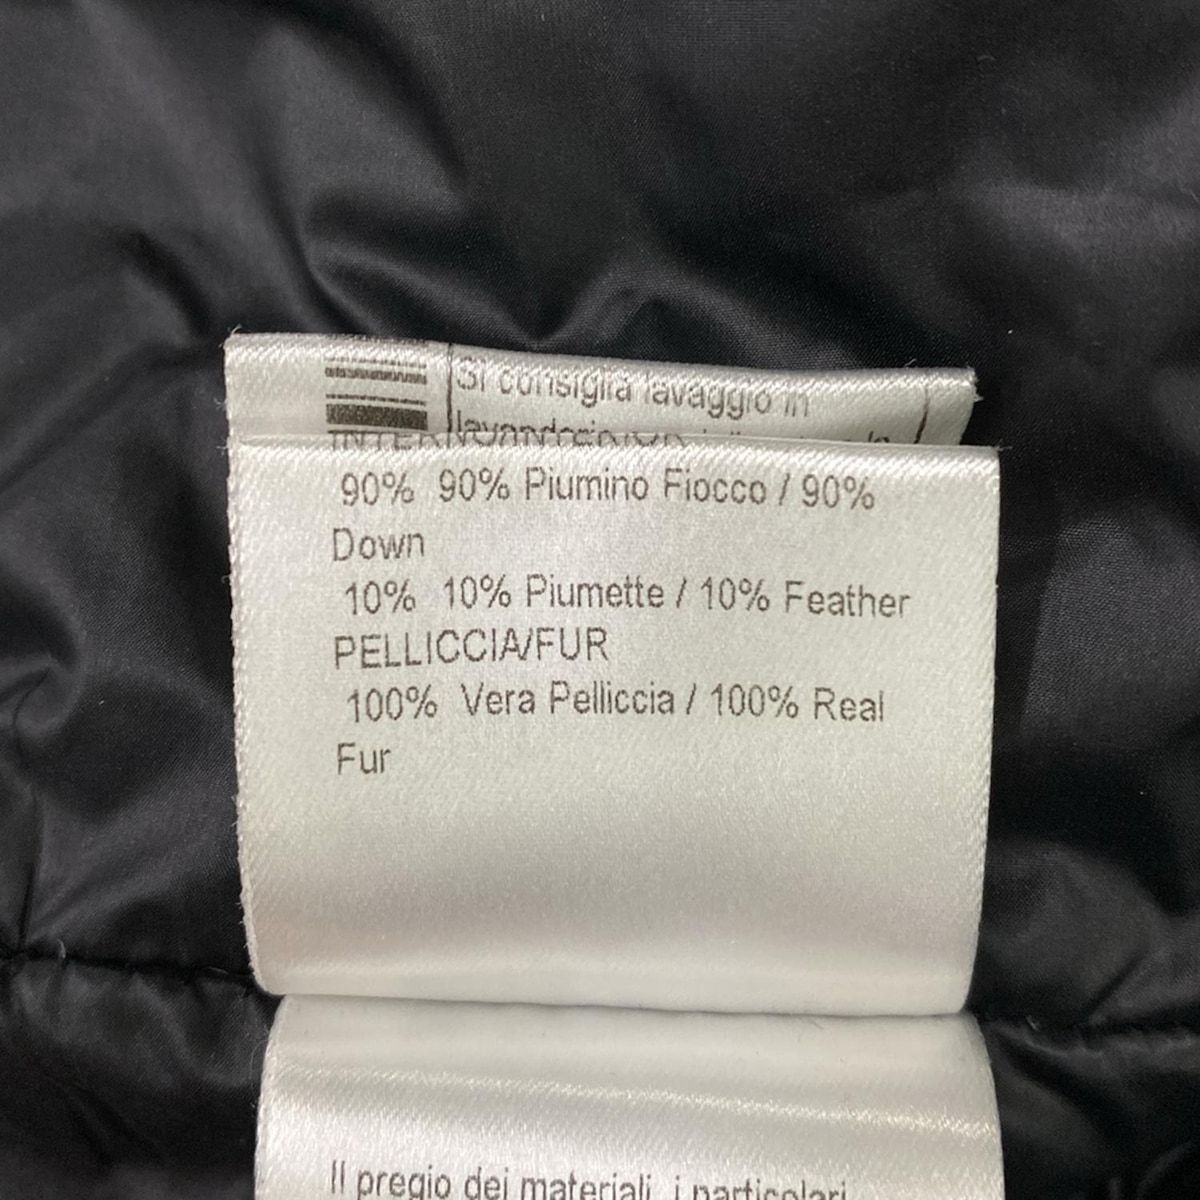 Si consiglia lavaggio in
90% 90% Piumino Fiocco / 90%
Down
10% 10% Piumette / 10% Feather
PELLICCIA/FUR
100% Vera Pelliccia / 100% Real
Fur
Il pregio dei materiali, i particolari